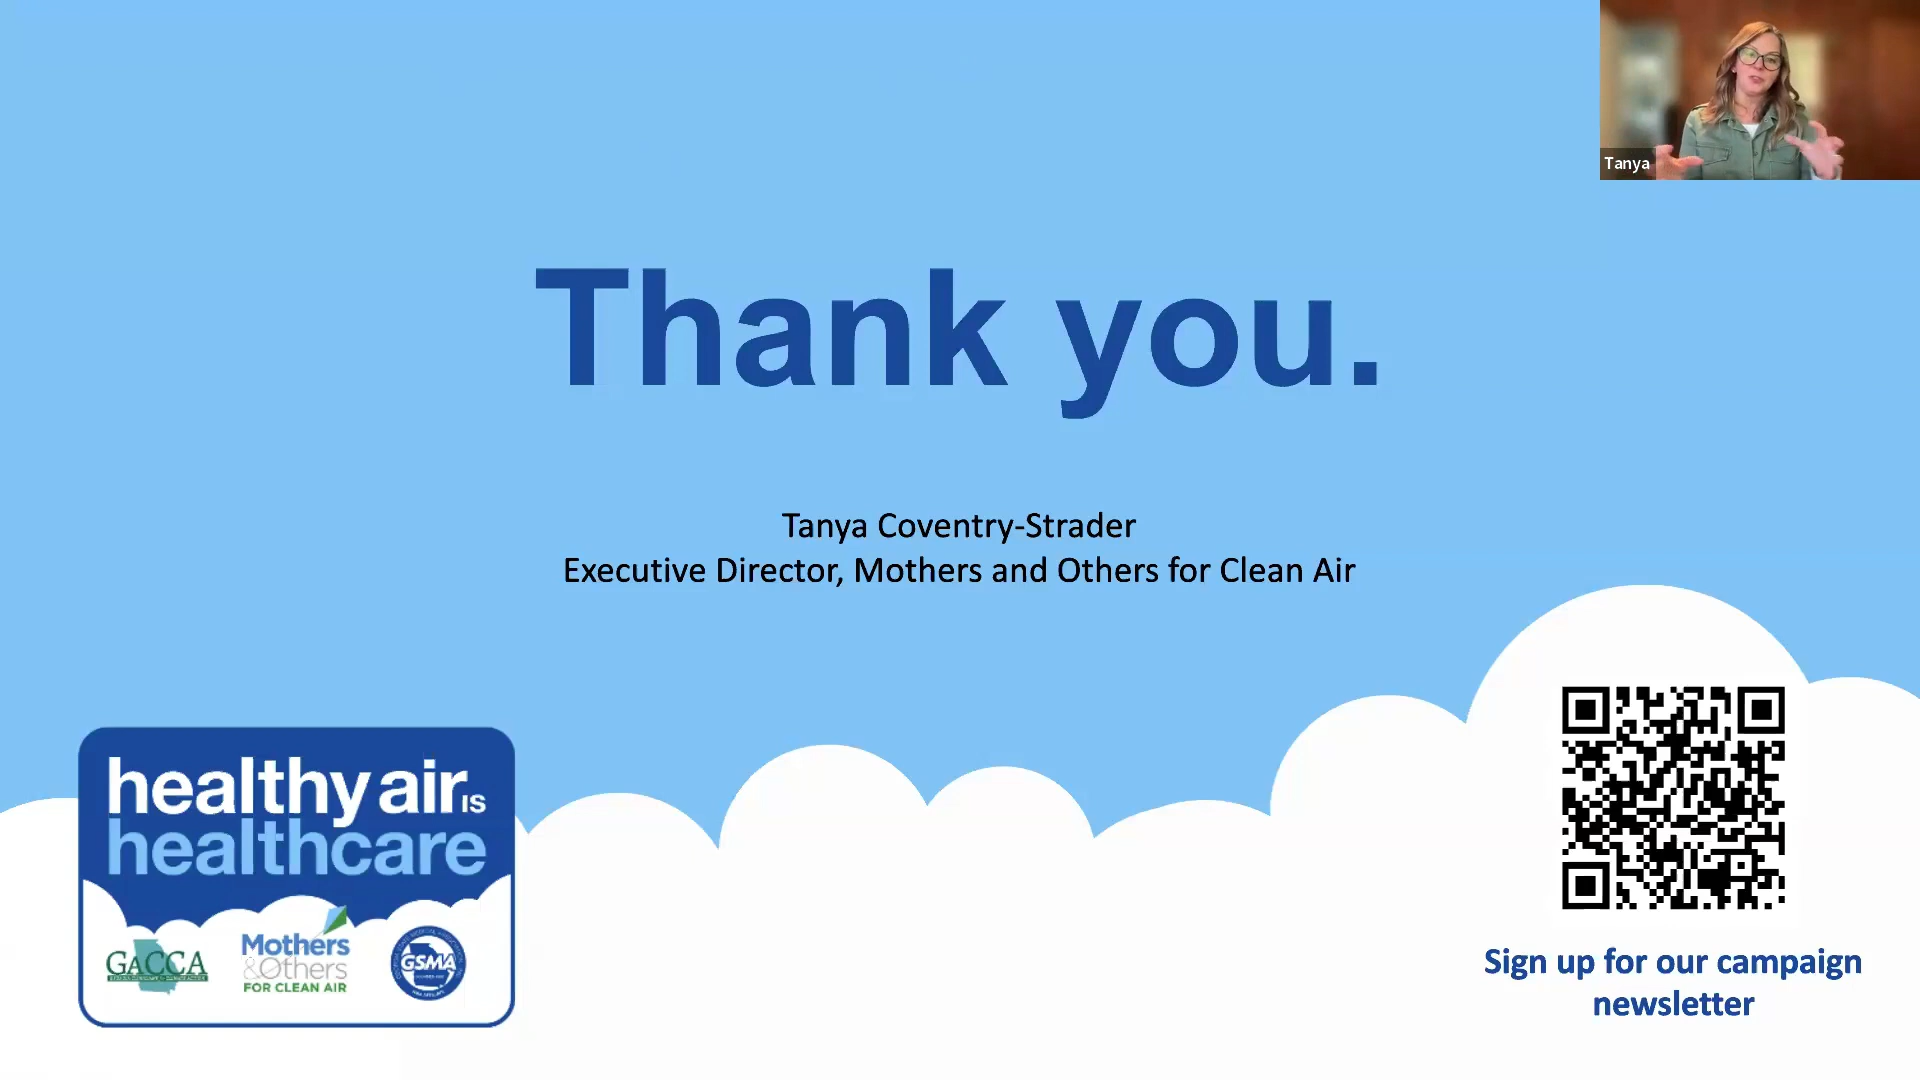 Tanya
Thank you.
Tanya Coventry-Strader
Executive Director, Mothers and Others for Clean Air
healthy air IS
healthcare
GACCA
Mothers
&Others
FOR CLEAN AIR
GSMA
Sign up for our campaign
newsletter